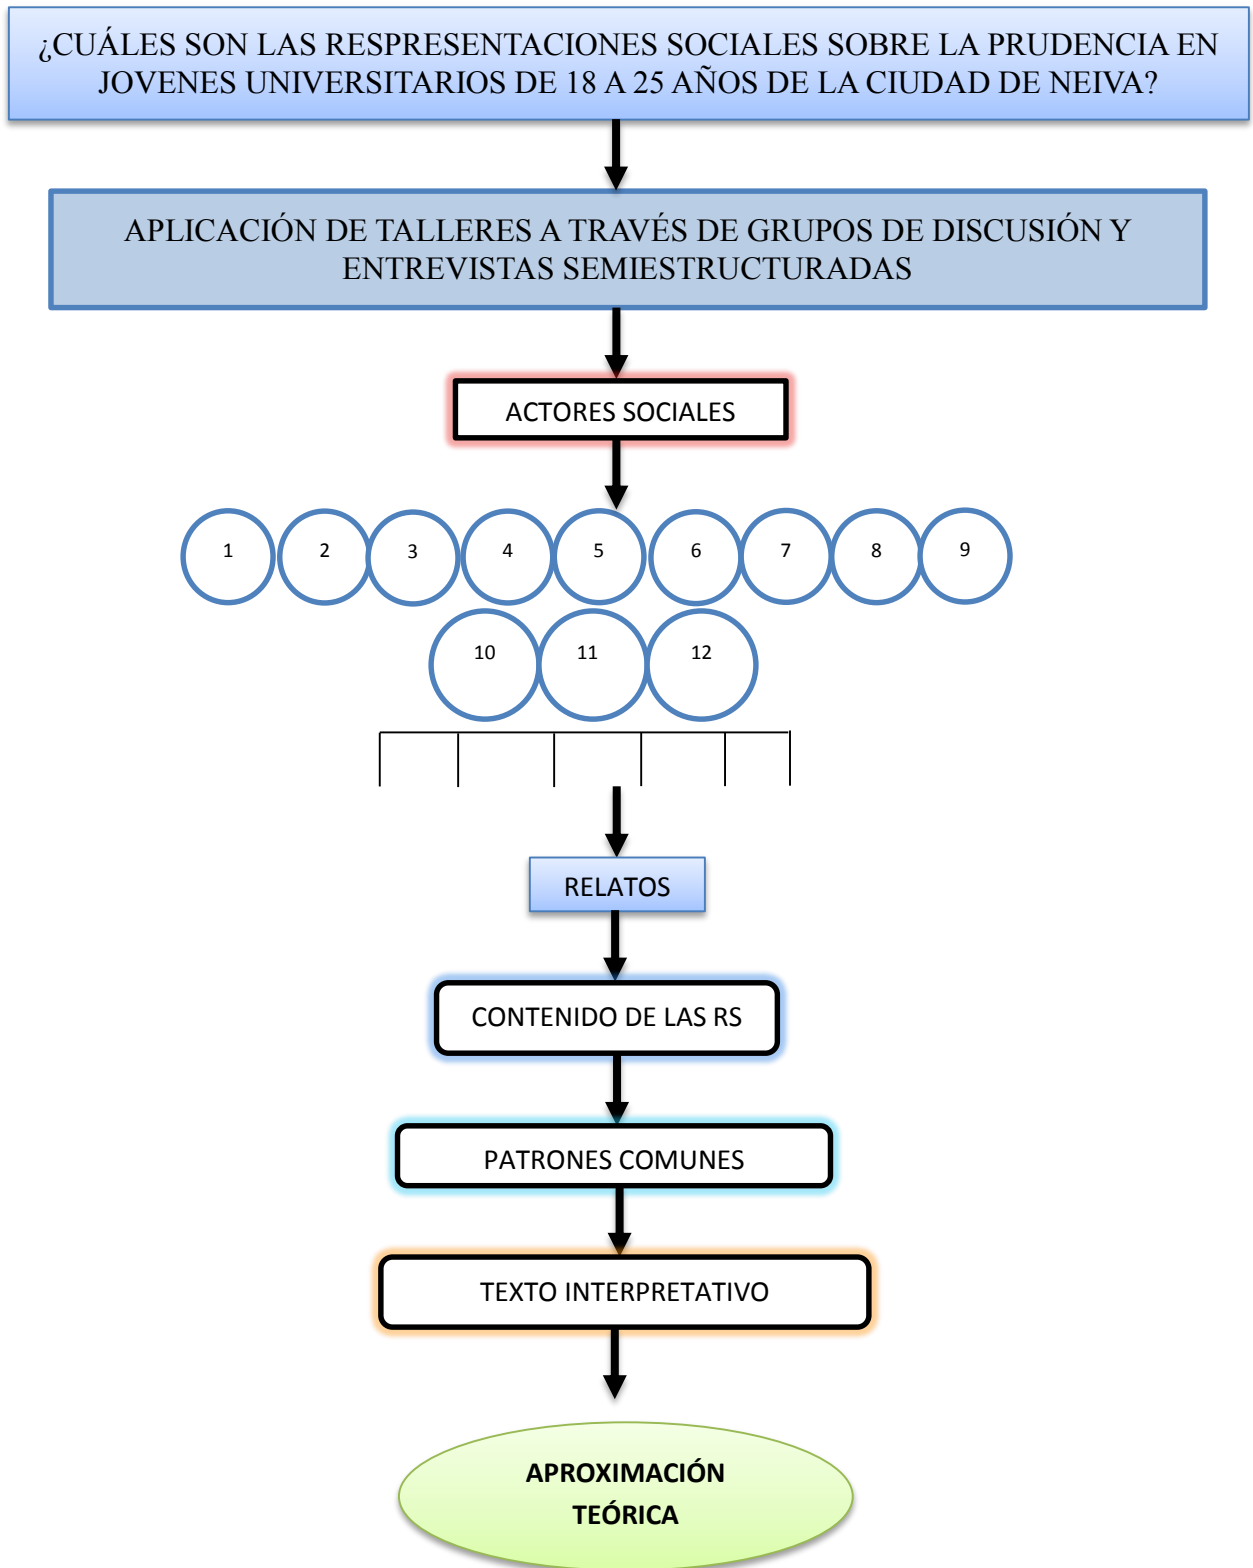 ¿CUÁLES SON LAS RESPRESENTACIONES SOCIALES SOBRE LA PRUDENCIA EN
JOVENES UNIVERSITARIOS DE 18 A 25 AÑOS DE LA CIUDAD DE NEIVA?
APLICACIÓN DE TALLERES A TRAVÉS DE GRUPOS DE DISCUSIÓN Y
ENTREVISTAS SEMIESTRUCTURADAS
ACTORES SOCIALES
1 2 3 4 5 6 7 8 9
10 11 12
RELATOS
CONTENIDO DE LAS RS
PATRONES COMUNES
TEXTO INTERPRETATIVO
APROXIMACIÓN
TEÓRICA